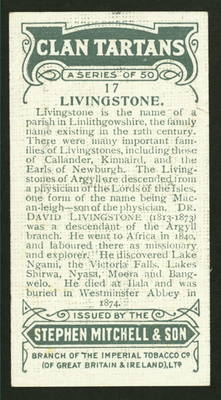 CLAN TARTANS
A SERIES OF 50
17
LIVINGSTONE.
Livingstone is the name of a
parish in Linlithgowshire, the family
name existing in the 12th century.
There were many important fam-
ilies of Livingstones, including those
of Callander, Kinnaird, and the
Earls of Newburgh. The Living-
stones of Argyll are descended from
a physician of the Lords of the Isles,
one form of the name being Mac-
an-leigh—son of the physician. DR.
DAVID LIVINGSTONE (1813-1873)
was a descendant of the Argyll
branch. He went to Africa in 1840,
and laboured there as missionary
and explorer. He discovered Lake
Ngami, the Victoria Falls, Lakes
Shirwa, Nyasa, Moora and Bang-
welo. He died at Ilala and was
buried in Westminster Abbey in
1874.
ISSUED BY THE
STEPHEN MITCHELL & SON
BRANCH OF THE IMPERIAL TOBACCO CO
(OF GREAT BRITAIN & IRELAND), LTD